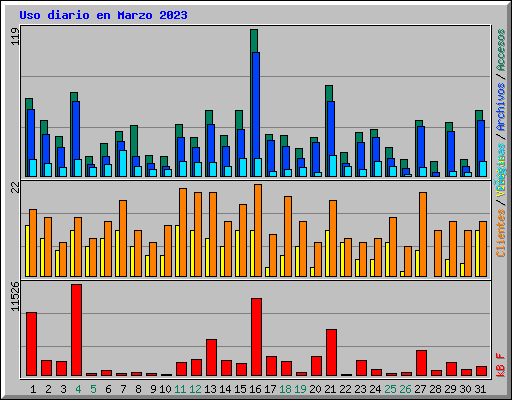 Uso diario en Marzo 2023
119
22
11526
Clientes / / Archivos / Accesos
kB F
1 2 3 4 5 6 7 8 9 10 11 12 13 14 15 16 17 18 19 20 21 22 23 24 25 26 27 28 29 30 31